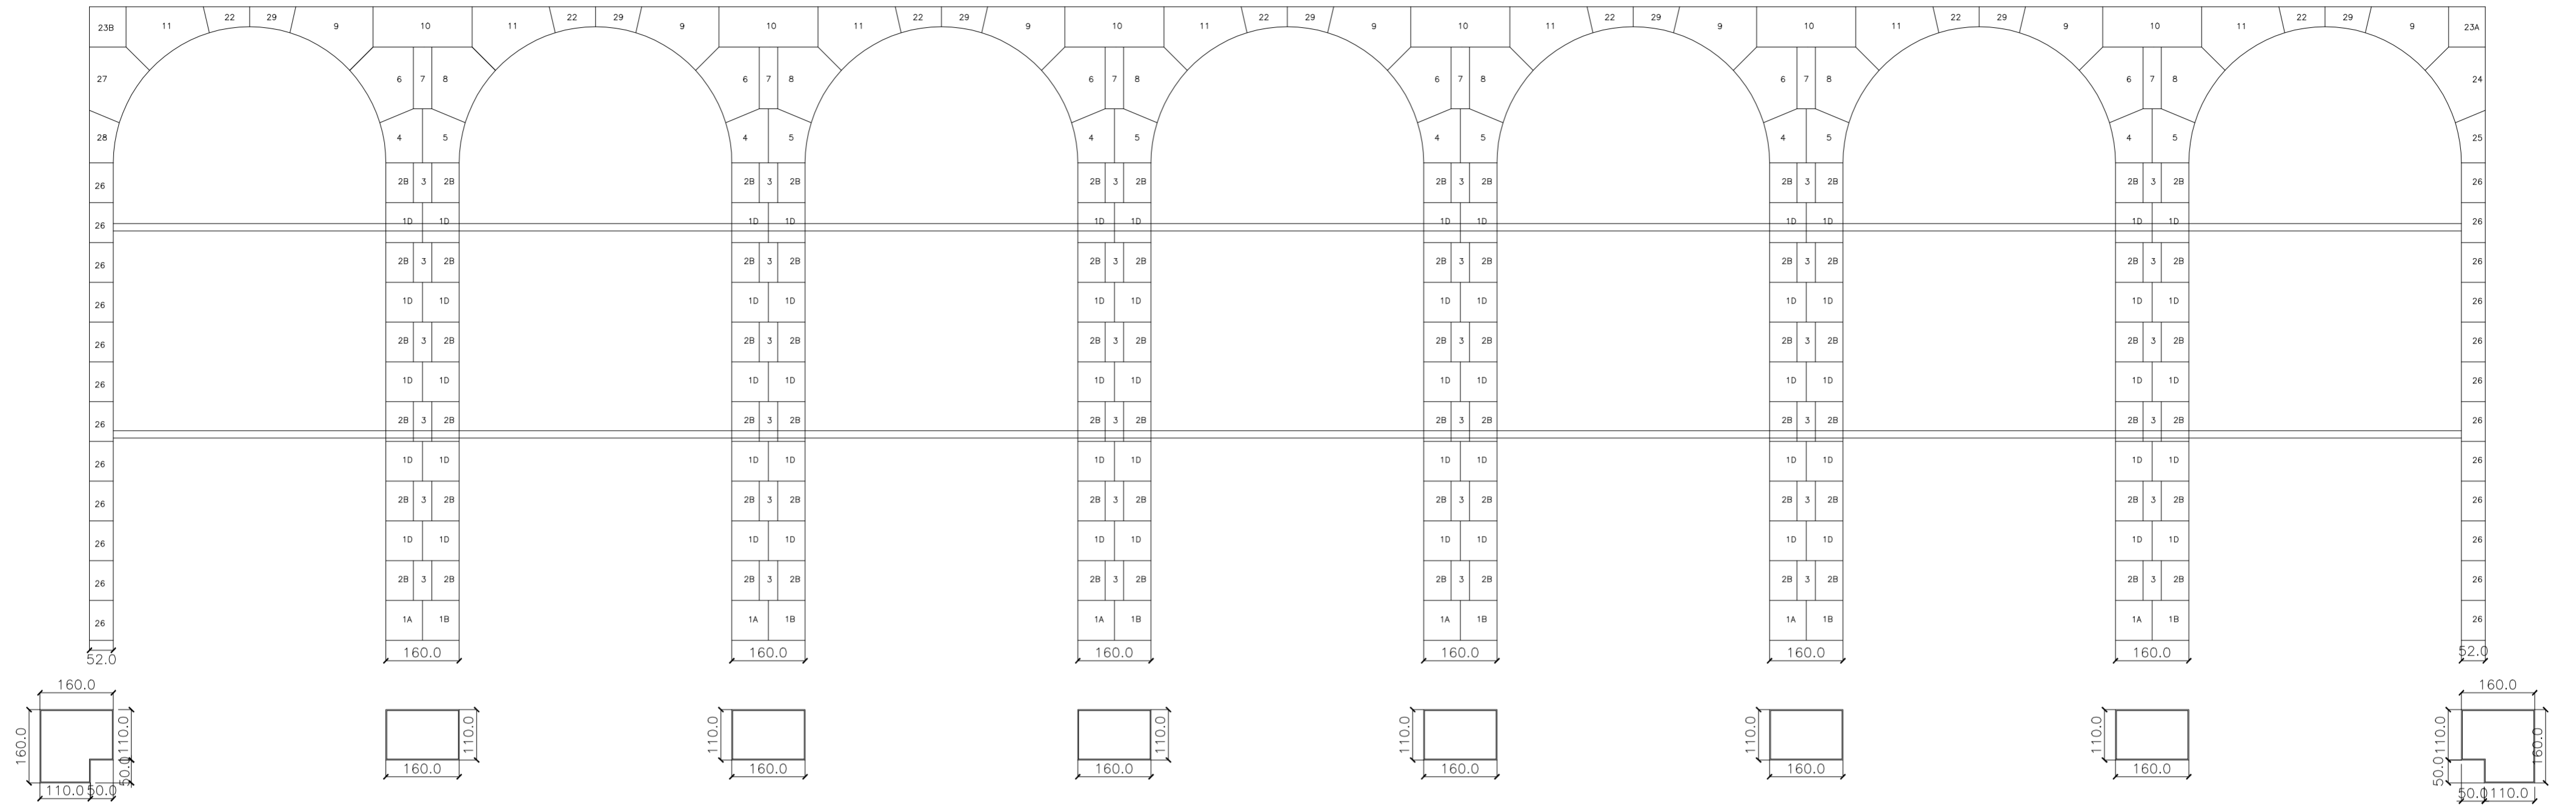 23B 11 22 29 9 10 11 22 29 9 10 11 22 29 9 10 11 22 29 9 10 11 22 29 9 10 11 22 29 9 10 11 22 29 9 23A
27 6 7 8 6 7 8 6 7 8 6 7 8 6 7 8 6 7 8 24
28 4 5 4 5 4 5 4 5 4 5 4 5 25
26 2B 3 2B 2B 3 2B 2B 3 2B 2B 3 2B 2B 3 2B 2B 3 2B 26
26 1D 1D 1D 1D 1D 1D 1D 1D 1D 1D 1D 1D 26
26 2B 3 2B 2B 3 2B 2B 3 2B 2B 3 2B 2B 3 2B 2B 3 2B 26
26 1D 1D 1D 1D 1D 1D 1D 1D 1D 1D 1D 1D 26
26 2B 3 2B 2B 3 2B 2B 3 2B 2B 3 2B 2B 3 2B 2B 3 2B 26
26 1D 1D 1D 1D 1D 1D 1D 1D 1D 1D 1D 1D 26
26 2B 3 2B 2B 3 2B 2B 3 2B 2B 3 2B 2B 3 2B 2B 3 2B 26
26 1D 1D 1D 1D 1D 1D 1D 1D 1D 1D 1D 1D 26
26 2B 3 2B 2B 3 2B 2B 3 2B 2B 3 2B 2B 3 2B 2B 3 2B 26
26 1D 1D 1D 1D 1D 1D 1D 1D 1D 1D 1D 1D 26
26 2B 3 2B 2B 3 2B 2B 3 2B 2B 3 2B 2B 3 2B 2B 3 2B 26
26 1A 1B 1A 1B 1A 1B 1A 1B 1A 1B 1A 1B 26
52.0 160.0 160.0 160.0 160.0 160.0 160.0 52.0
160.0 160.0
160.0 110.0 110.0 110.0 110.0 110.0 110.0 110.0 110.0 160.0
50.0 160.0 160.0 160.0 160.0 160.0 160.0 50.0
110.0 50.0 50.0 110.0